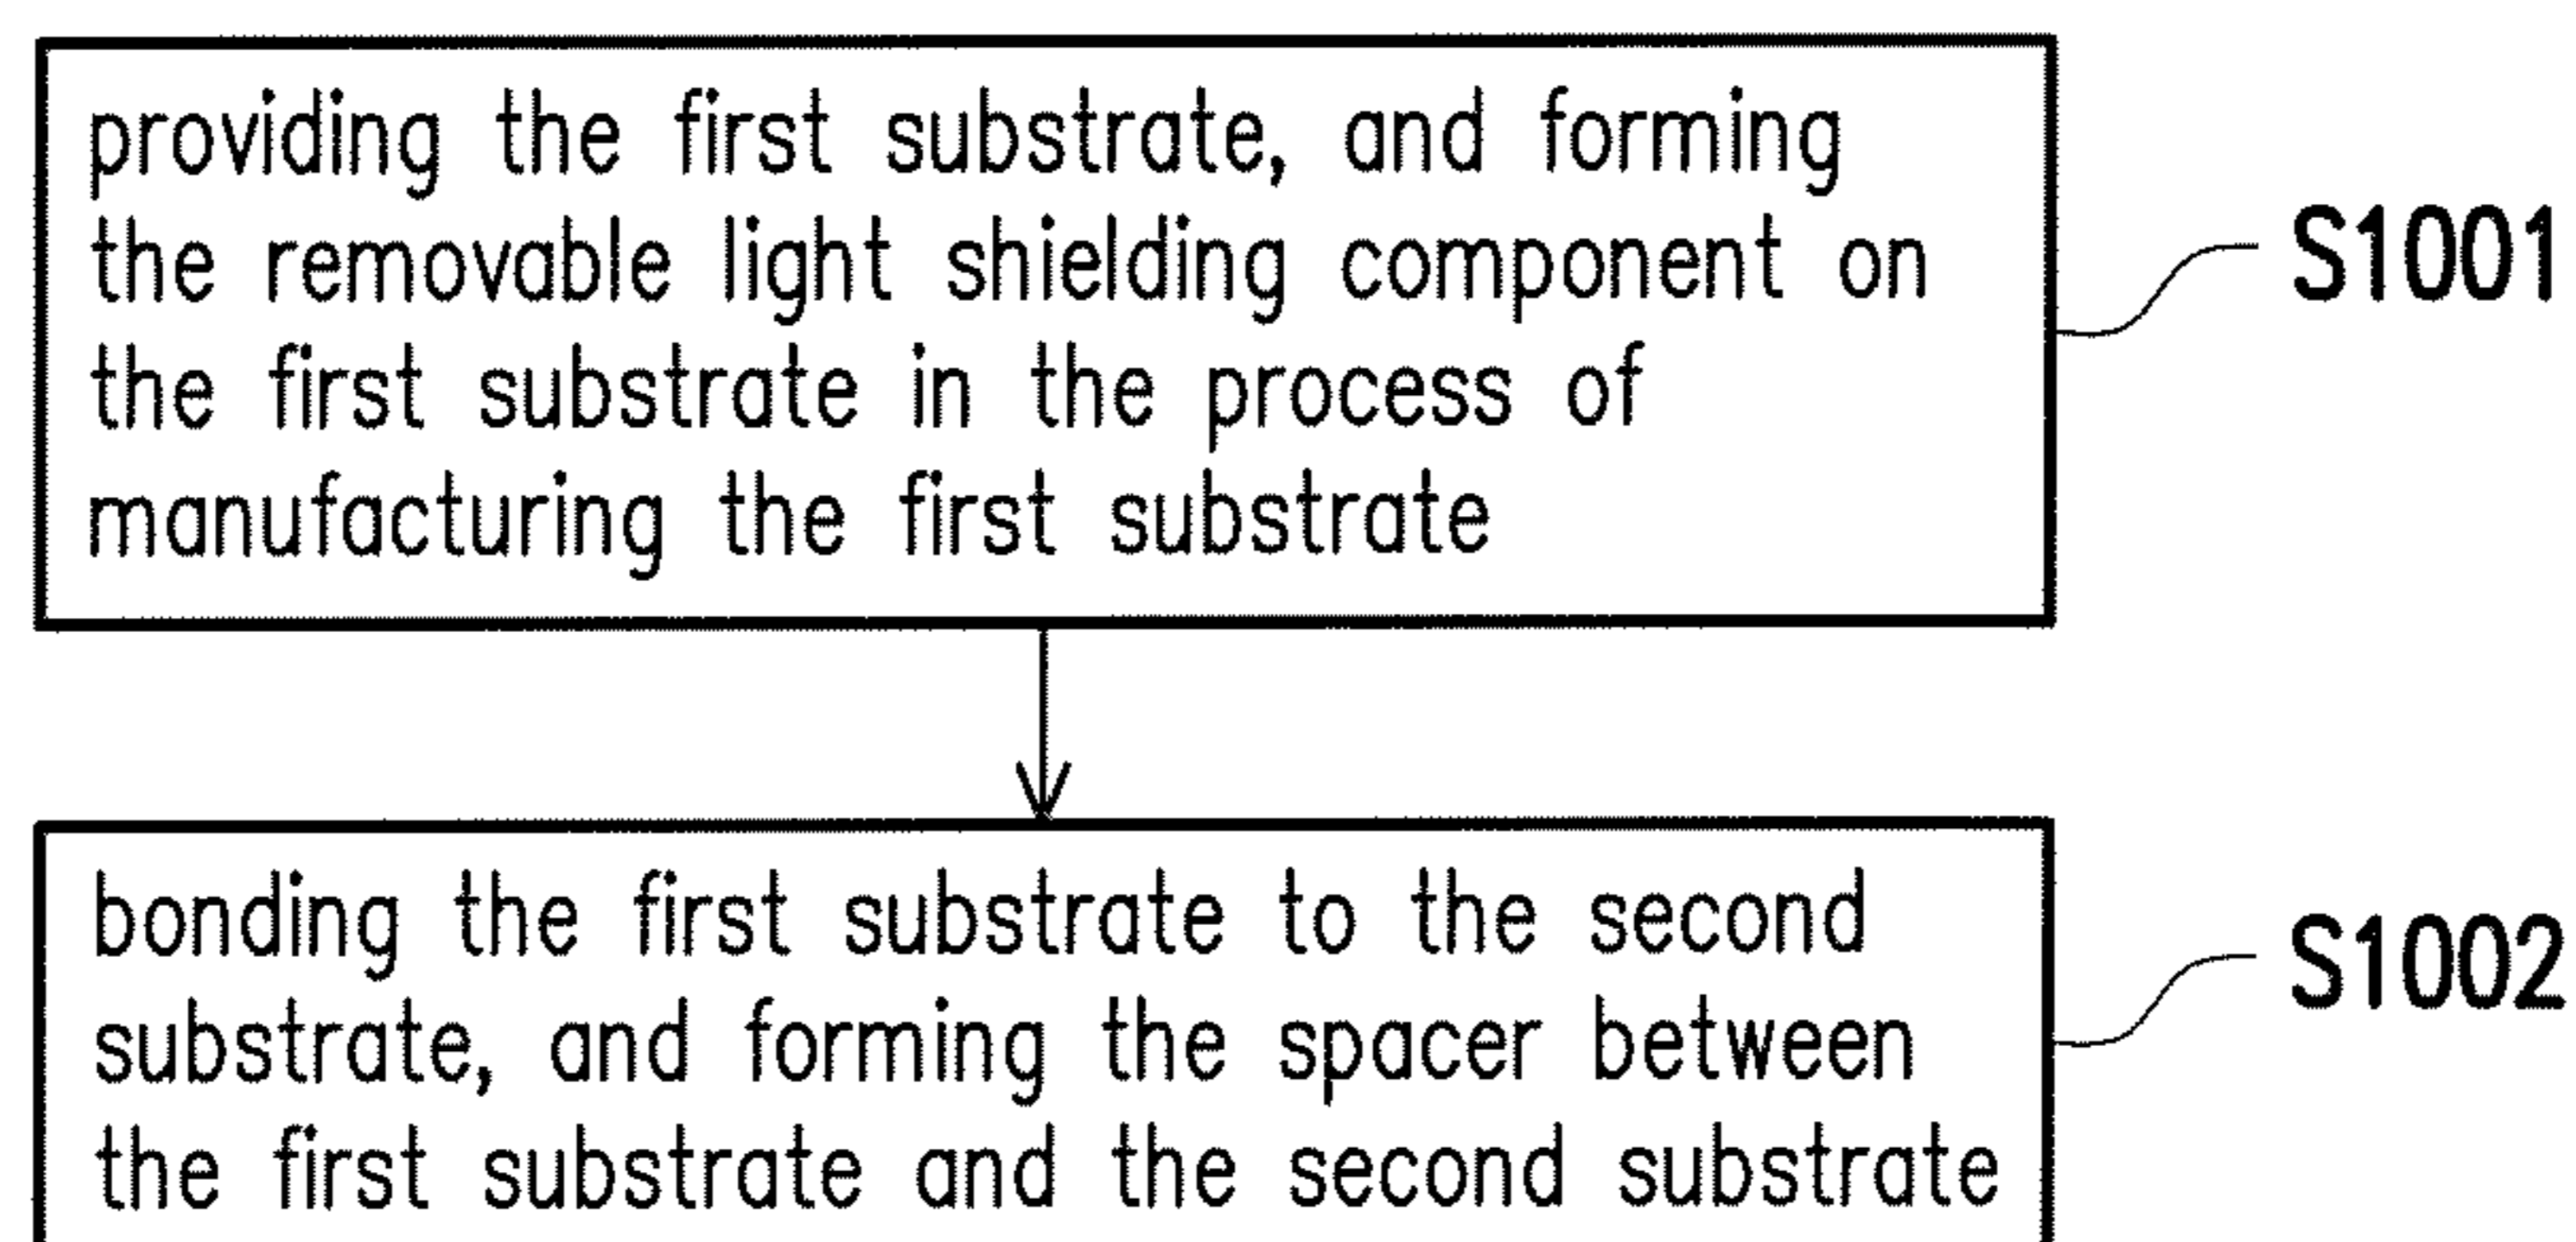 providing the first substrate, and forming
the removable light shielding component on
the first substrate in the process of
manufacturing the first substrate
S1001
bonding the first substrate to the second
substrate, and forming the spacer between
the first substrate and the second substrate
S1002